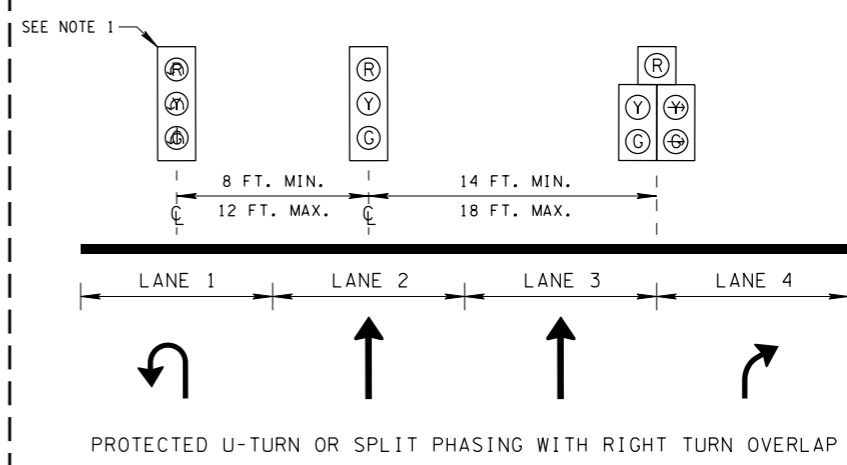 SEE NOTE 1
R R R
Y Y Y Y
G G G G
8 FT. MIN. 14 FT. MIN.
12 FT. MAX. 18 FT. MAX.
LANE 1 LANE 2 LANE 3 LANE 4
PROTECTED U-TURN OR SPLIT PHASING WITH RIGHT TURN OVERLAP